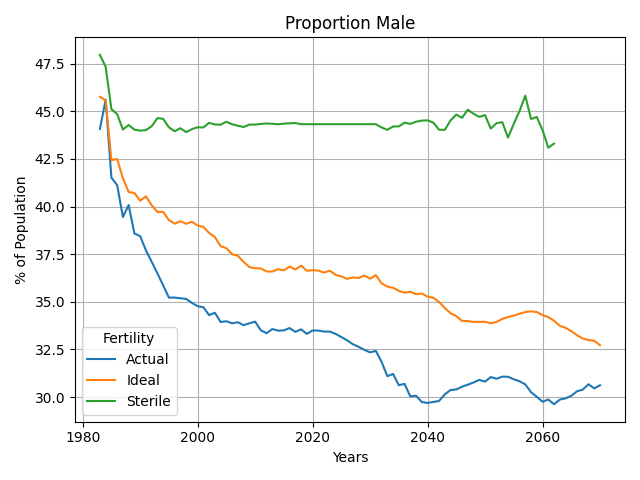 Proportion Male
% of Population
47.5
45.0
42.5
40.0
37.5
35.0
32.5
30.0
Fertility
Actual
Ideal
Sterile
1980
2000
2020
2040
2060
Years